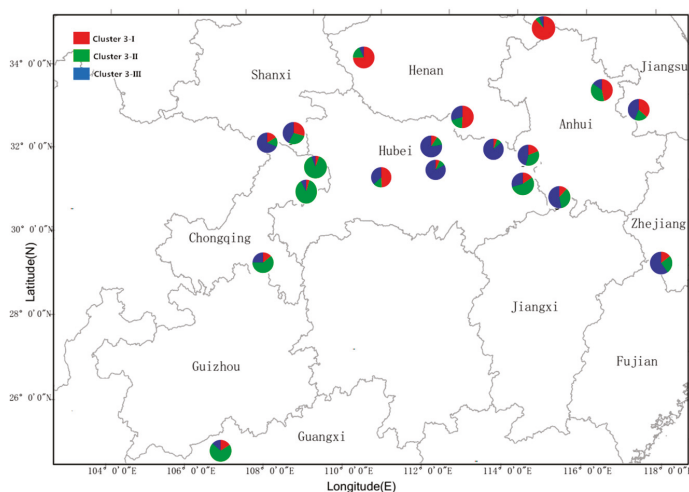 Cluster 3-I
Cluster 3-II
Cluster 3-III
34° 0′0″N
32° 0′0″N
30° 0′0″N
28° 0′0″N
26° 0′0″N
Latitude(N)
Shanxi
Henan
Jiangsu
Anhui
Hubei
Chongqing
Zhejiang
Jiangxi
Guizhou
Fujian
Guangxi
104° 0′0″E
106° 0′0″E
108° 0′0″E
110° 0′0″E
112° 0′0″E
114° 0′0″E
116° 0′0″E
118° 0′0″E
Longitude(E)